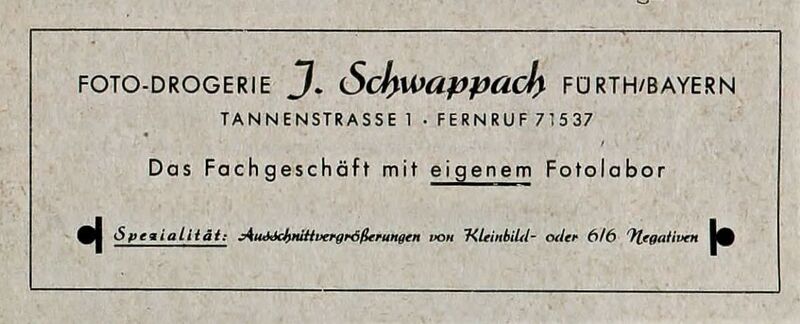 FOTO-DROGERIE J. Schwappach FÜRTH/BAYERN
TANNENSTRASSE 1 · FERNRUF 71537
Das Fachgeschäft mit eigenem Fotolabor
Spezialität: Ausschnittvergrößerungen von Kleinbild- oder 6/6 Negativen